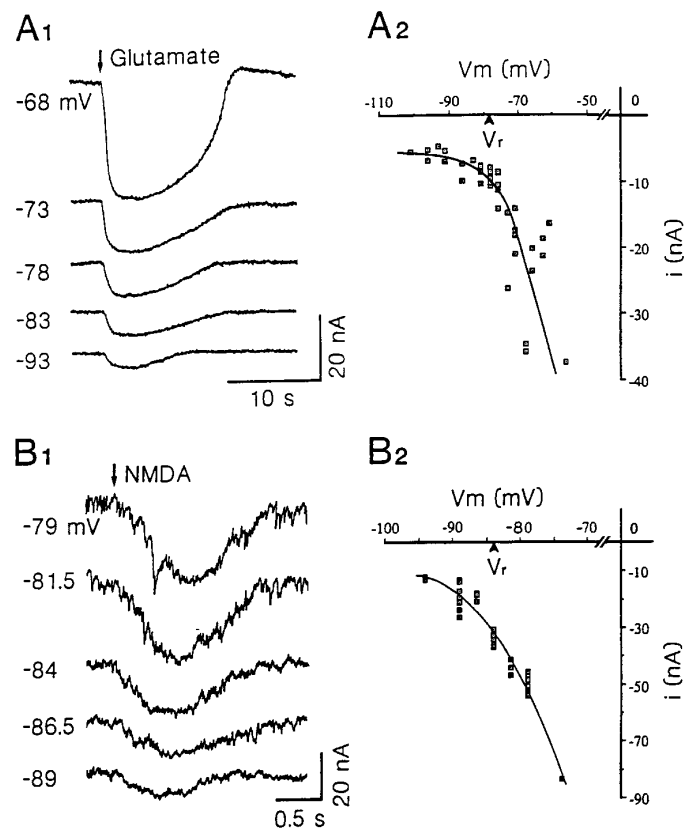 A1
Glutamate
-68 mV
-73
-78
-83
-93
20 nA
10 s
A2
Vm (mV)
-110 -90 -70 -50 0
Vr
-10
-20
-30
-40
i (nA)
B1
NMDA
-79 mV
-81.5
-84
-86.5
-89
20 nA
0.5 s
B2
Vm (mV)
-100 -90 -80 -70 0
Vr
-10
-30
-50
-70
-90
i (nA)